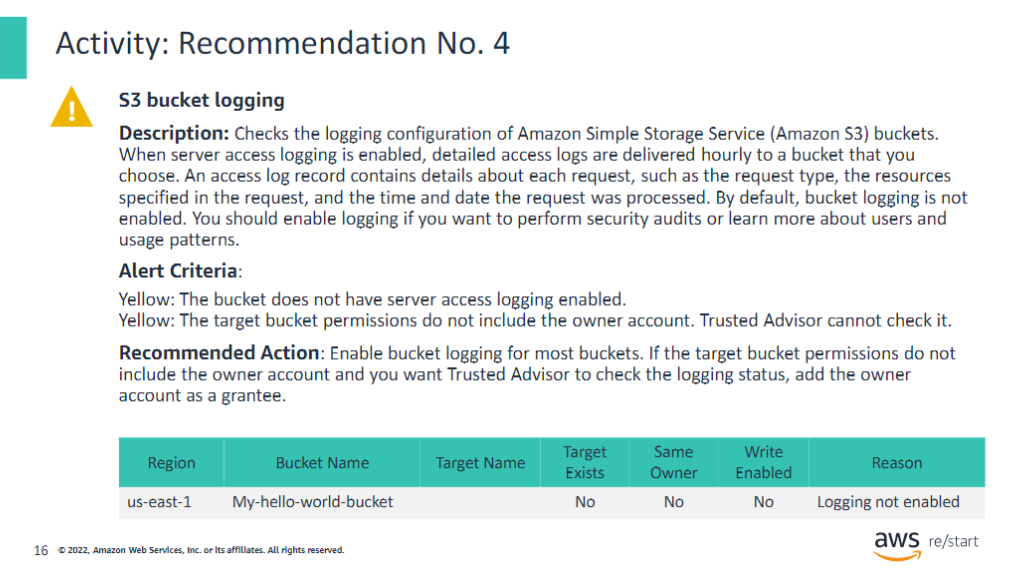 Activity: Recommendation No. 4
S3 bucket logging
Description: Checks the logging configuration of Amazon Simple Storage Service (Amazon S3) buckets.
When server access logging is enabled, detailed access logs are delivered hourly to a bucket that you
choose. An access log record contains details about each request, such as the request type, the resources
specified in the request, and the time and date the request was processed. By default, bucket logging is not
enabled. You should enable logging if you want to perform security audits or learn more about users and
usage patterns.
Alert Criteria:
Yellow: The bucket does not have server access logging enabled.
Yellow: The target bucket permissions do not include the owner account. Trusted Advisor cannot check it.
Recommended Action: Enable bucket logging for most buckets. If the target bucket permissions do not
include the owner account and you want Trusted Advisor to check the logging status, add the owner
account as a grantee.
Region Bucket Name Target Name Target Exists Same Owner Write Enabled Reason
us-east-1 My-hello-world-bucket No No No Logging not enabled
16 © 2022, Amazon Web Services, Inc. or its affiliates. All rights reserved.
aws re/start